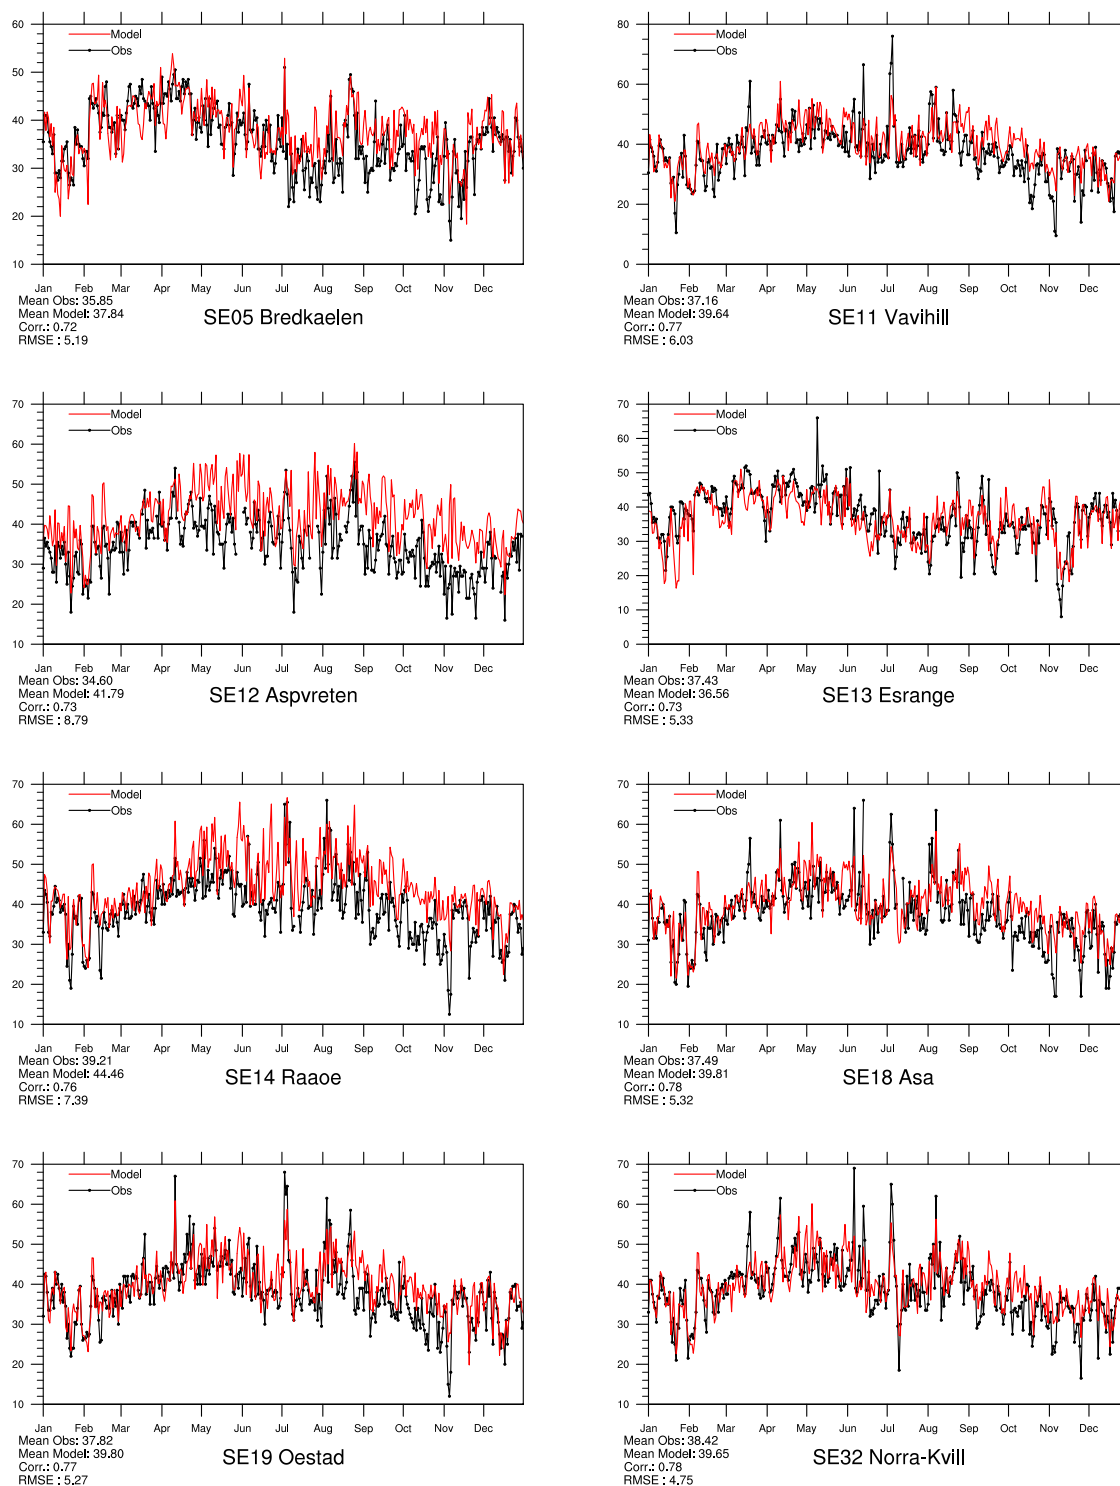 60
50
40
30
20
10
Model
Obs
Jan Feb Mar Apr May Jun Jul Aug Sep Oct Nov Dec
Mean Obs: 35.85
Mean Model: 37.84
Corr.: 0.72
RMSE : 5.19
SE05 Bredkaelen
80
60
40
20
0
Model
Obs
Jan Feb Mar Apr May Jun Jul Aug Sep Oct Nov Dec
Mean Obs: 37.16
Mean Model: 39.64
Corr.: 0.77
RMSE : 6.03
SE11 Vavihill
70
60
50
40
30
20
10
Model
Obs
Jan Feb Mar Apr May Jun Jul Aug Sep Oct Nov Dec
Mean Obs: 34.60
Mean Model: 41.79
Corr.: 0.73
RMSE : 8.79
SE12 Aspvreten
70
60
50
40
30
20
10
0
Model
Obs
Jan Feb Mar Apr May Jun Jul Aug Sep Oct Nov Dec
Mean Obs: 37.43
Mean Model: 36.56
Corr.: 0.73
RMSE : 5.33
SE13 Esrange
70
60
50
40
30
20
10
Model
Obs
Jan Feb Mar Apr May Jun Jul Aug Sep Oct Nov Dec
Mean Obs: 39.21
Mean Model: 44.46
Corr.: 0.76
RMSE : 7.39
SE14 Raaoe
70
60
50
40
30
20
10
Model
Obs
Jan Feb Mar Apr May Jun Jul Aug Sep Oct Nov Dec
Mean Obs: 37.49
Mean Model: 39.81
Corr.: 0.78
RMSE : 5.32
SE18 Asa
70
60
50
40
30
20
10
Model
Obs
Jan Feb Mar Apr May Jun Jul Aug Sep Oct Nov Dec
Mean Obs: 37.82
Mean Model: 39.80
Corr.: 0.77
RMSE : 5.27
SE19 Oestad
70
60
50
40
30
20
10
Model
Obs
Jan Feb Mar Apr May Jun Jul Aug Sep Oct Nov Dec
Mean Obs: 38.42
Mean Model: 39.65
Corr.: 0.78
RMSE : 4.75
SE32 Norra-Kvill